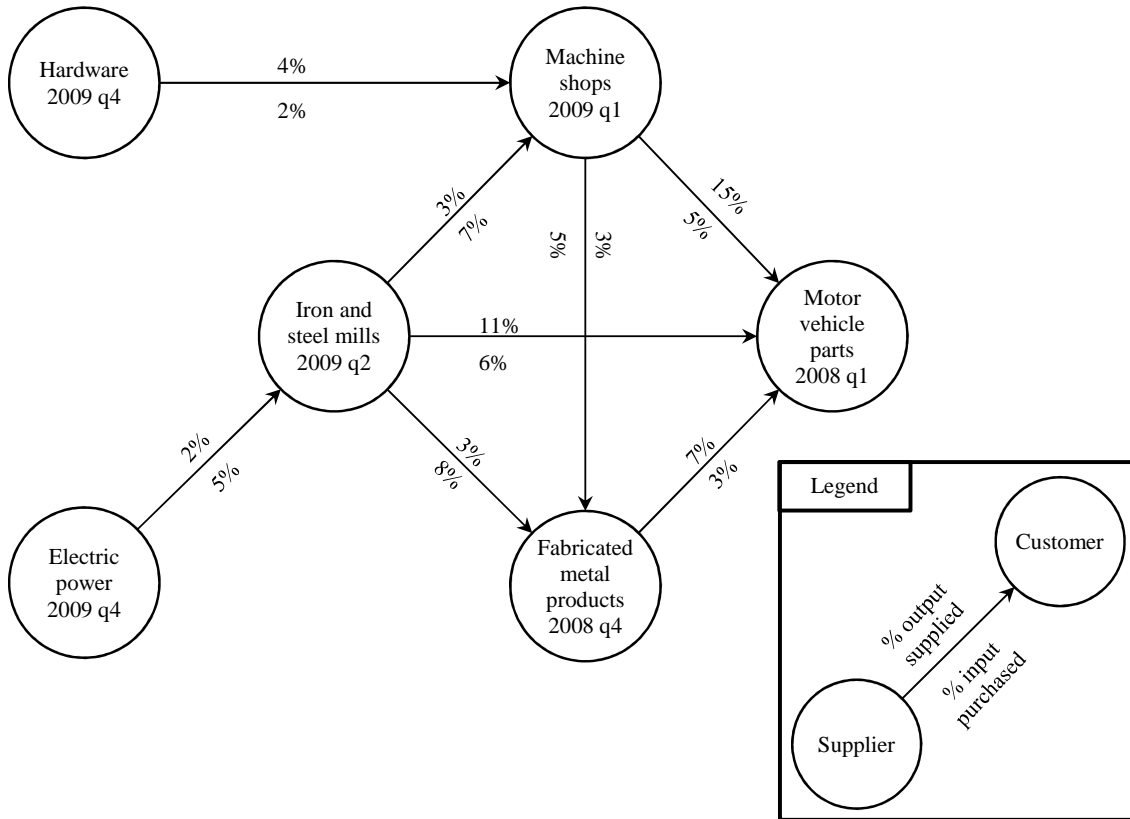 Hardware
2009 q4
4%
2%
Machine
shops
2009 q1
3%
7%
5%
3%
15%
5%
Iron and
steel mills
2009 q2
11%
6%
Motor
vehicle
parts
2008 q1
2%
5%
3%
8%
7%
3%
Electric
power
2009 q4
Fabricated
metal
products
2008 q4
Legend
Customer
% output
supplied
% input
purchased
Supplier